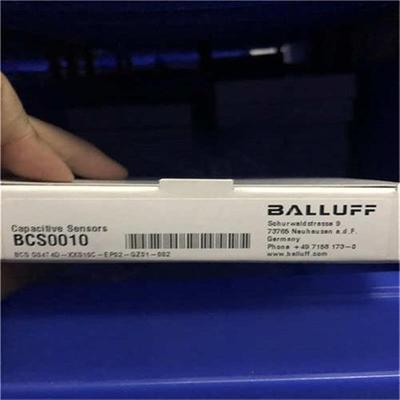 Capacitive Sensors
BCS0010
BALLUFF
Schurwaldstrasse 9
73765 Neuhausen a.d.F.
Germany
Phone +49 7158 173-0
www.balluff.com